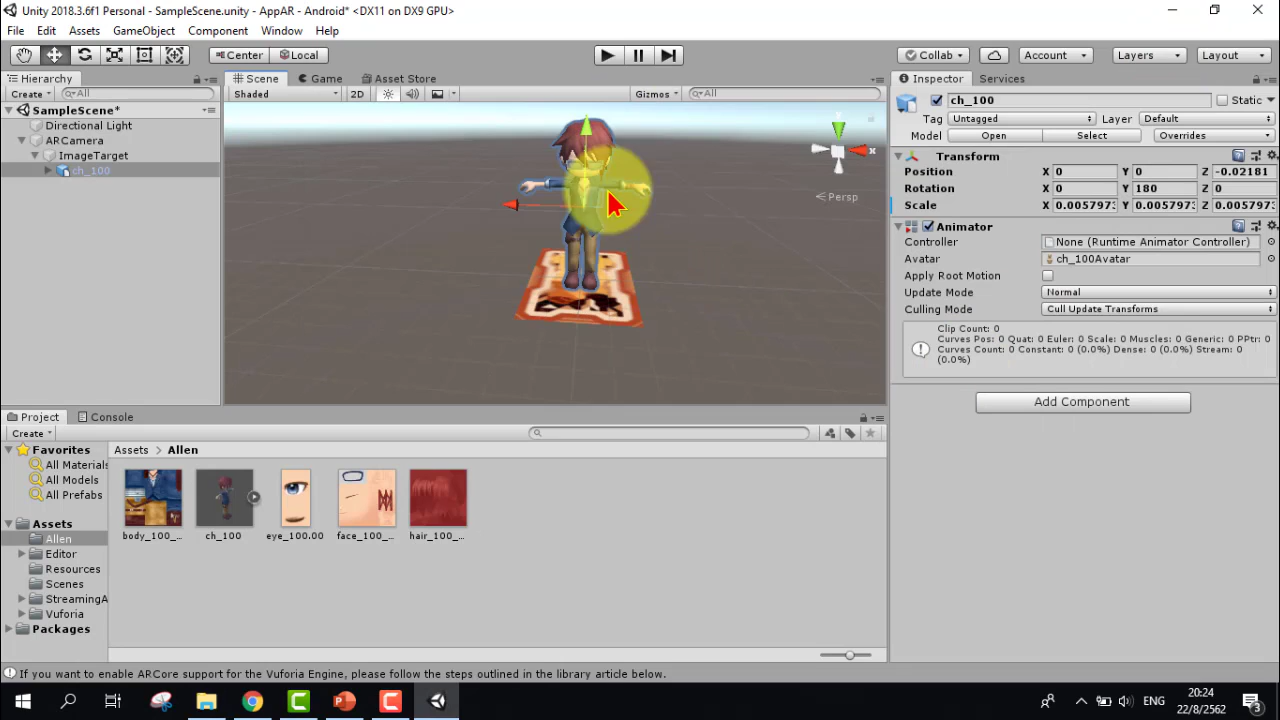 Unity 2018.3.6f1 Personal - SampleScene.unity - AppAR - Android* <DX11 on DX9 GPU>
File Edit Assets GameObject Component Window Help
Center Local Collab Account Layers Layout
Hierarchy
Create All
SampleScene*
Directional Light
ARCamera
ImageTarget
ch_100
Scene Game Asset Store
Shaded 2D Gizmos All
x
Persp
Inspector Services
ch_100 Static
Tag Untagged Layer Default
Model Open Select Overrides
Transform
Position X 0 Y 0 Z -0.02181
Rotation X 0 Y 180 Z 0
Scale X 0.005797: Y 0.005797: Z 0.005797:
Animator
Controller None (Runtime Animator Controller)
Avatar ch_100Avatar
Apply Root Motion
Update Mode Normal
Culling Mode Cull Update Transforms
Clip Count: 0
Curves Pos: 0 Quat: 0 Euler: 0 Scale: 0 Muscles: 0 Generic: 0 PPtr: 0
Curves Count: 0 Constant: 0 (0.0%) Dense: 0 (0.0%) Stream: 0
(0.0%)
Add Component
Project Console
Create
Favorites
All Materials
All Models
All Prefabs
Assets
Allen
Editor
Resources
Scenes
StreamingA
Vuforia
Packages
Assets > Allen
body_100_... ch_100 eye_100.00 face_100_... hair_100_...
If you want to enable ARCore support for the Vuforia Engine, please follow the steps outlined in the library article below.
ENG
20:24
22/8/2562
3